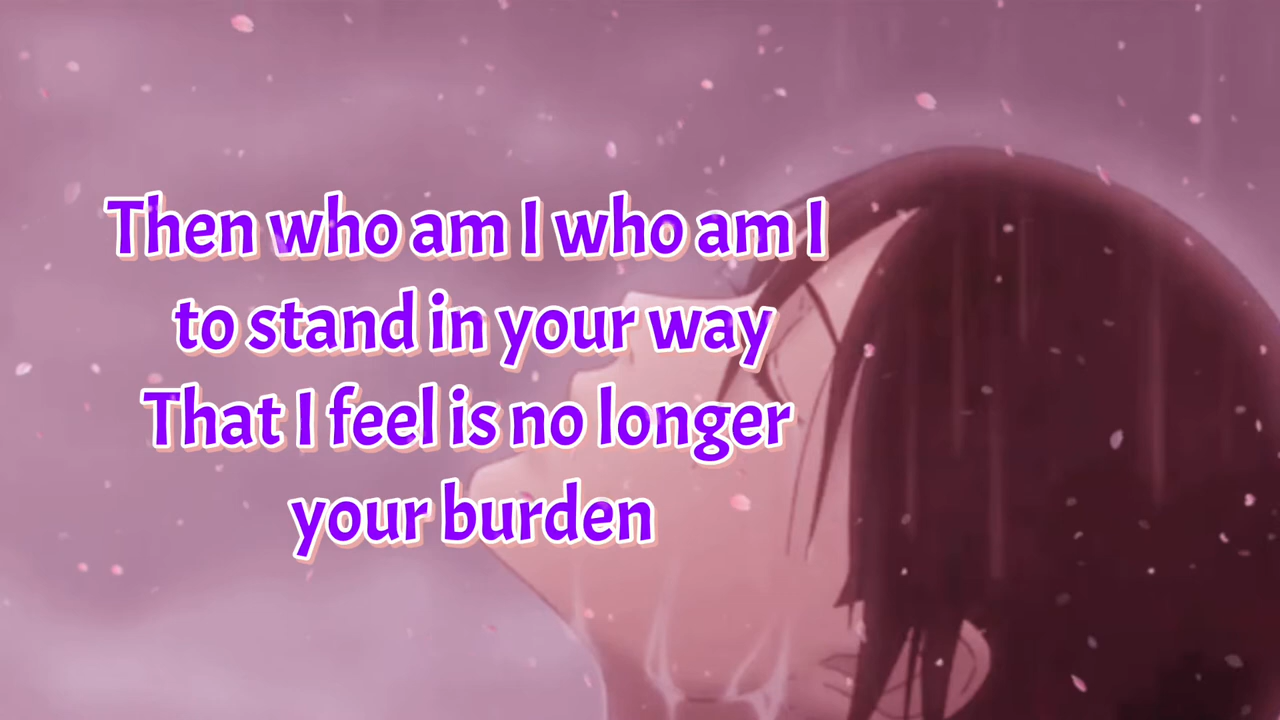 Then who am I who am I
to stand in your way
That I feel is no longer
your burden